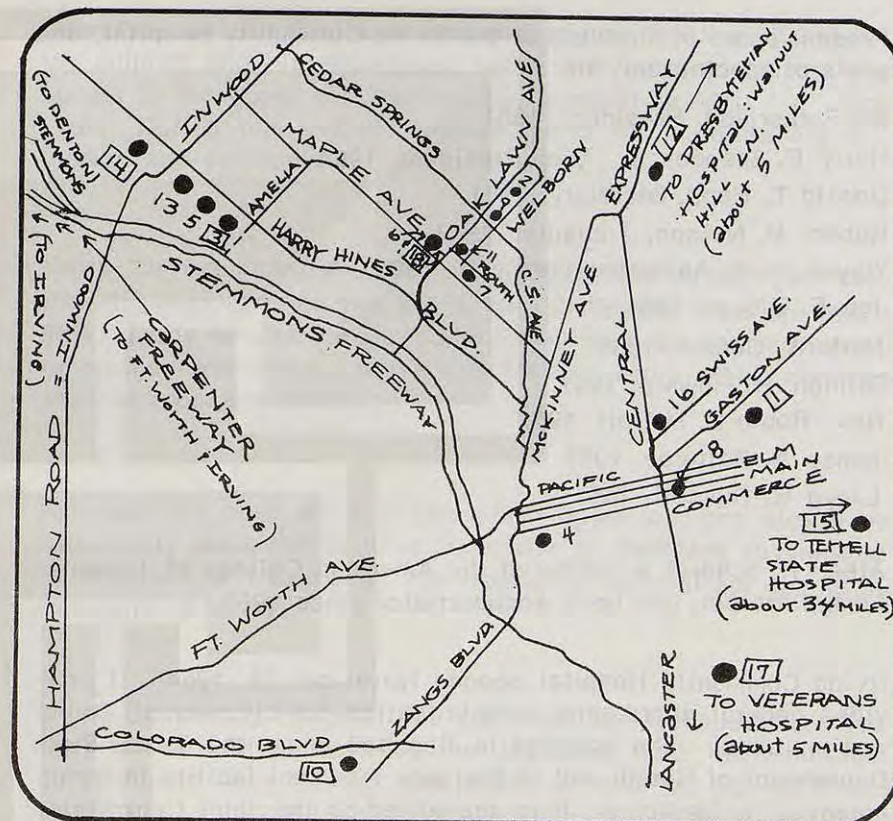 INWOOD
CEDAR SPRINGS
MAPLE AVE
OAK LAWN AVE
WELBORN
EXPRESSWAY
12
TO PRESBYTERIAN
HOSPITAL: WALNUT
HILL LANE
(about 5 MILES)
(TO DENTON)
STEMMONS
14
13 5
3
AMELIA
HARRY HINES
BLVD.
6
18
11
ROUTH
7
2
9
(TO IRVING)
HAMPTON ROAD = INWOOD
STEMMONS FREEWAY
CARPENTER
FREEWAY
(TO FT. WORTH + IRVING)
McKINNEY AVE
CENTRAL
16
SWISS AVE.
GASTON AVE.
1
8
PACIFIC
ELM
MAIN
COMMERCE
4
15
TO TERRELL
STATE
HOSPITAL
(about 34 MILES)
FT. WORTH AVE.
ZANGS BLVD
COLORADO BLVD
10
LANCASTER
17
TO VETERANS
HOSPITAL
(about 5 MILES)